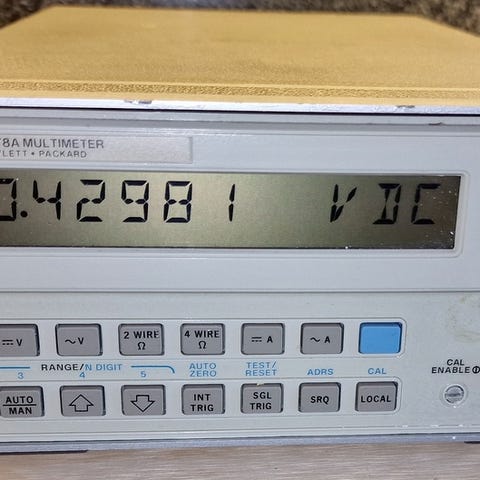 8A MULTIMETER
LETT • PACKARD
0.42981 VDC
⎓V ~V 2 WIRE Ω 4 WIRE Ω ⎓A ~A
RANGE/N DIGIT
3 4 5 AUTO ZERO TEST/RESET ADRS CAL
AUTO MAN INT TRIG SGL TRIG SRQ LOCAL
CAL
ENABLE